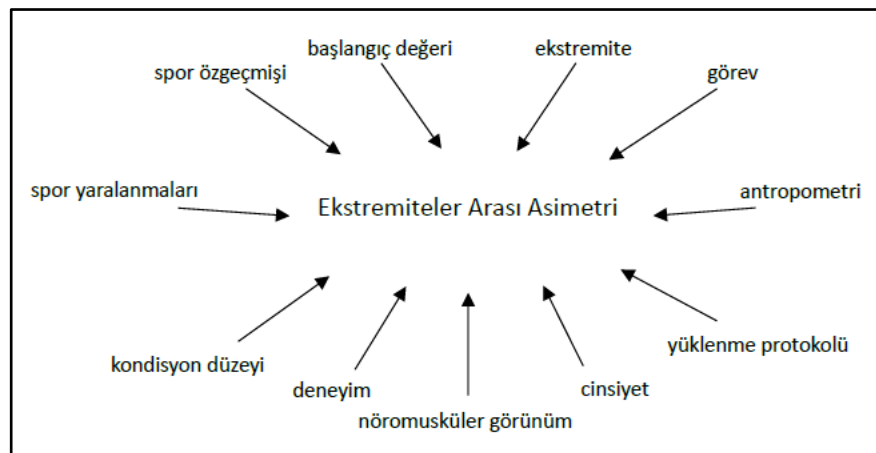 başlangıç değeri
ekstremite
spor özgeçmişi
görev
spor yaralanmaları
Ekstremiteler Arası Asimetri
antropometri
kondisyon düzeyi
deneyim
nöromusküler görünüm
cinsiyet
yüklenme protokolü